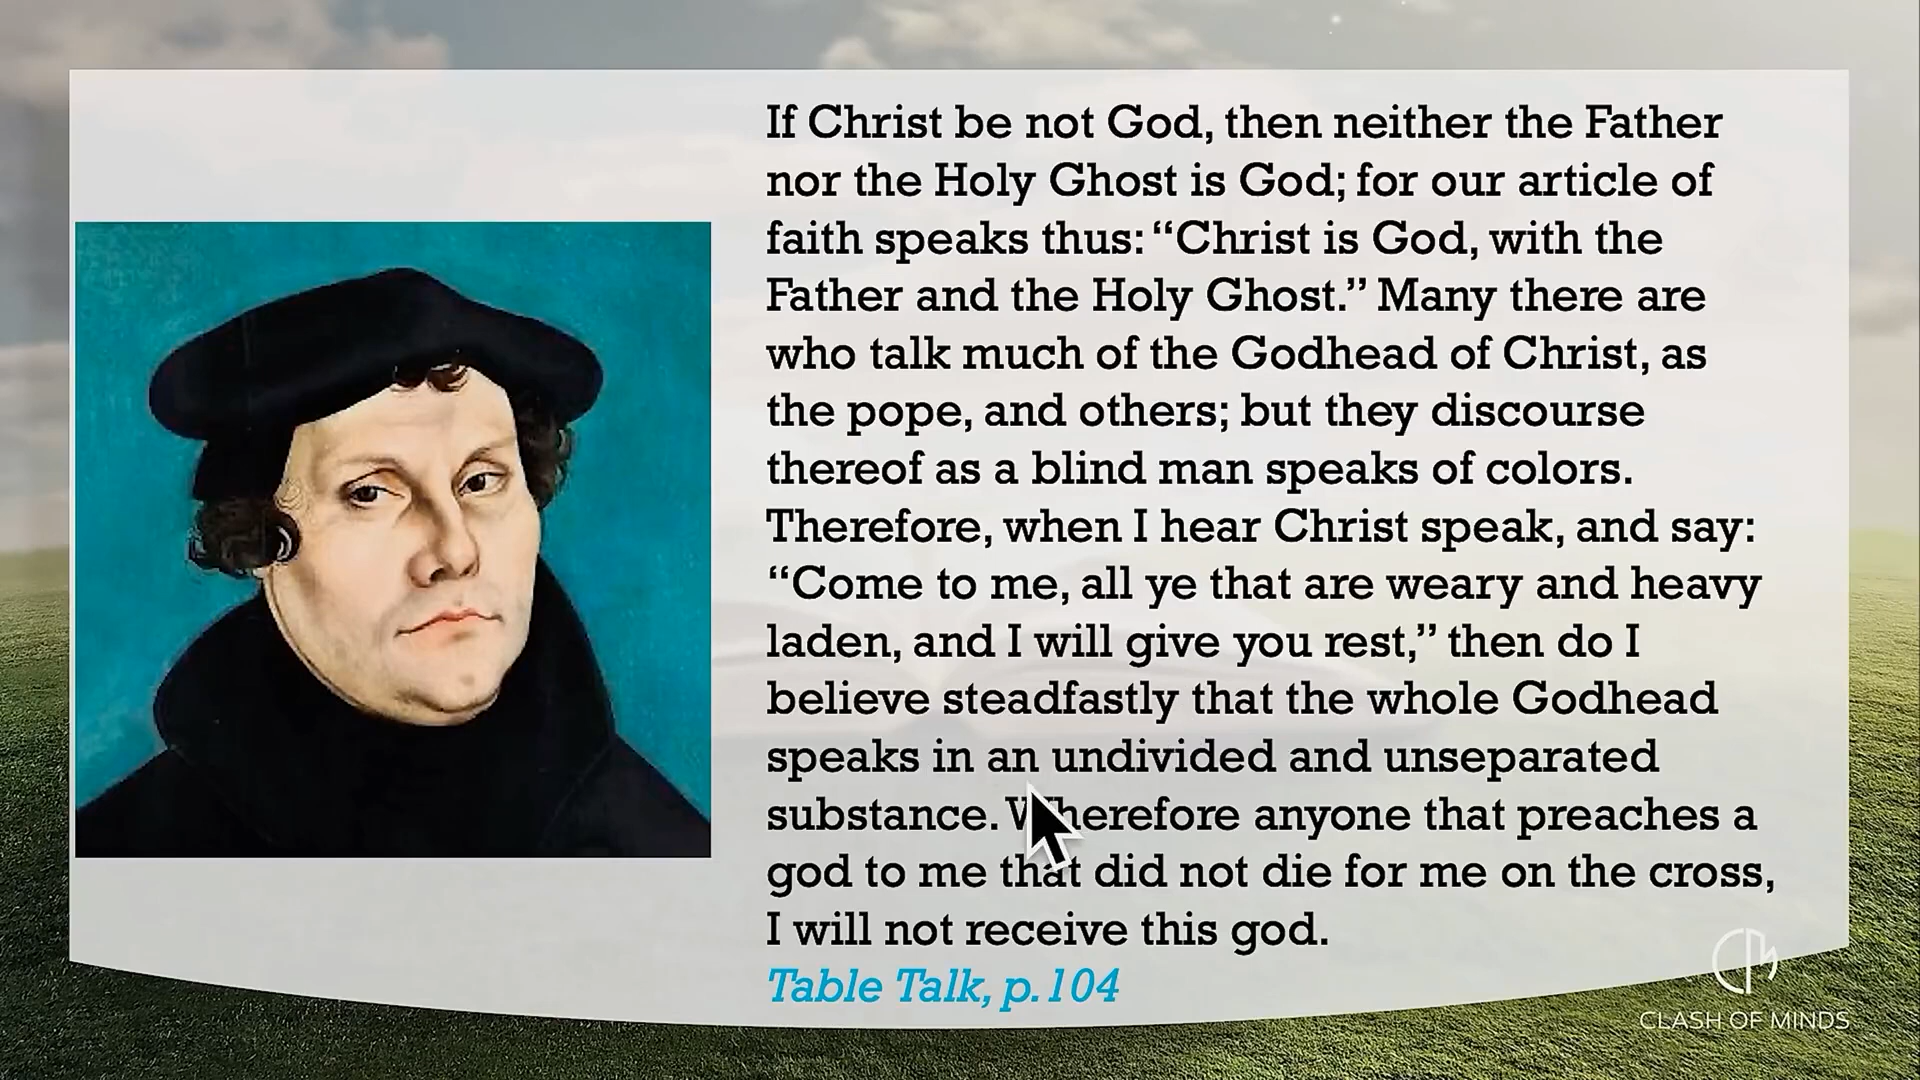 If Christ be not God, then neither the Father
nor the Holy Ghost is God; for our article of
faith speaks thus: “Christ is God, with the
Father and the Holy Ghost.” Many there are
who talk much of the Godhead of Christ, as
the pope, and others; but they discourse
thereof as a blind man speaks of colors.
Therefore, when I hear Christ speak, and say:
“Come to me, all ye that are weary and heavy
laden, and I will give you rest,” then do I
believe steadfastly that the whole Godhead
speaks in an undivided and unseparated
substance. Wherefore anyone that preaches a
god to me that did not die for me on the cross,
I will not receive this god.
Table Talk, p.104
CLASH OF MINDS